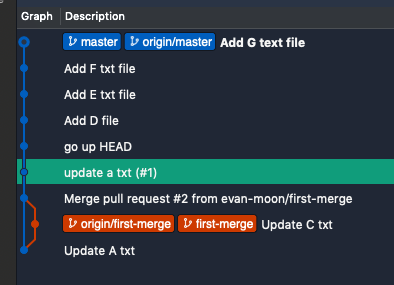 Graph Description
master origin/master Add G text file
Add F txt file
Add E txt file
Add D file
go up HEAD
update a txt (#1)
Merge pull request #2 from evan-moon/first-merge
origin/first-merge first-merge Update C txt
Update A txt